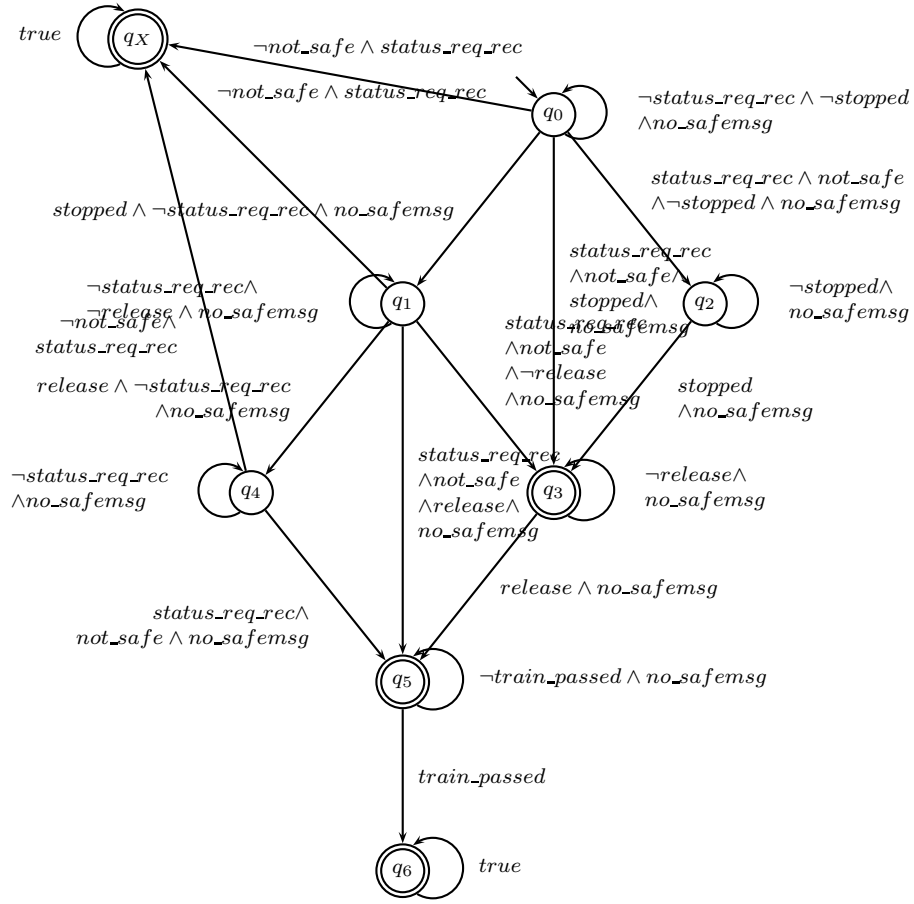 true
q_X
¬not_safe ∧ status_req_rec
¬not_safe ∧ status_req_rec
q_0
¬status_req_rec ∧ ¬stopped
∧no_safemsg
status_req_rec ∧ not_safe
∧¬stopped ∧ no_safemsg
stopped ∧ ¬status_req_rec ∧ no_safemsg
status_req_rec
∧not_safe∧
stopped∧
no_safemsg
¬status_req_rec∧
¬release ∧ no_safemsg
q_1
q_2
¬stopped∧
no_safemsg
¬not_safe∧
status_req_rec
status_req_rec
∧not_safe
∧¬release
∧no_safemsg
release ∧ ¬status_req_rec
∧no_safemsg
stopped
∧no_safemsg
¬status_req_rec
∧no_safemsg
q_4
status_req_rec
∧not_safe
∧release∧
no_safemsg
q_3
¬release∧
no_safemsg
release ∧ no_safemsg
status_req_rec∧
not_safe ∧ no_safemsg
q_5
¬train_passed ∧ no_safemsg
train_passed
q_6
true